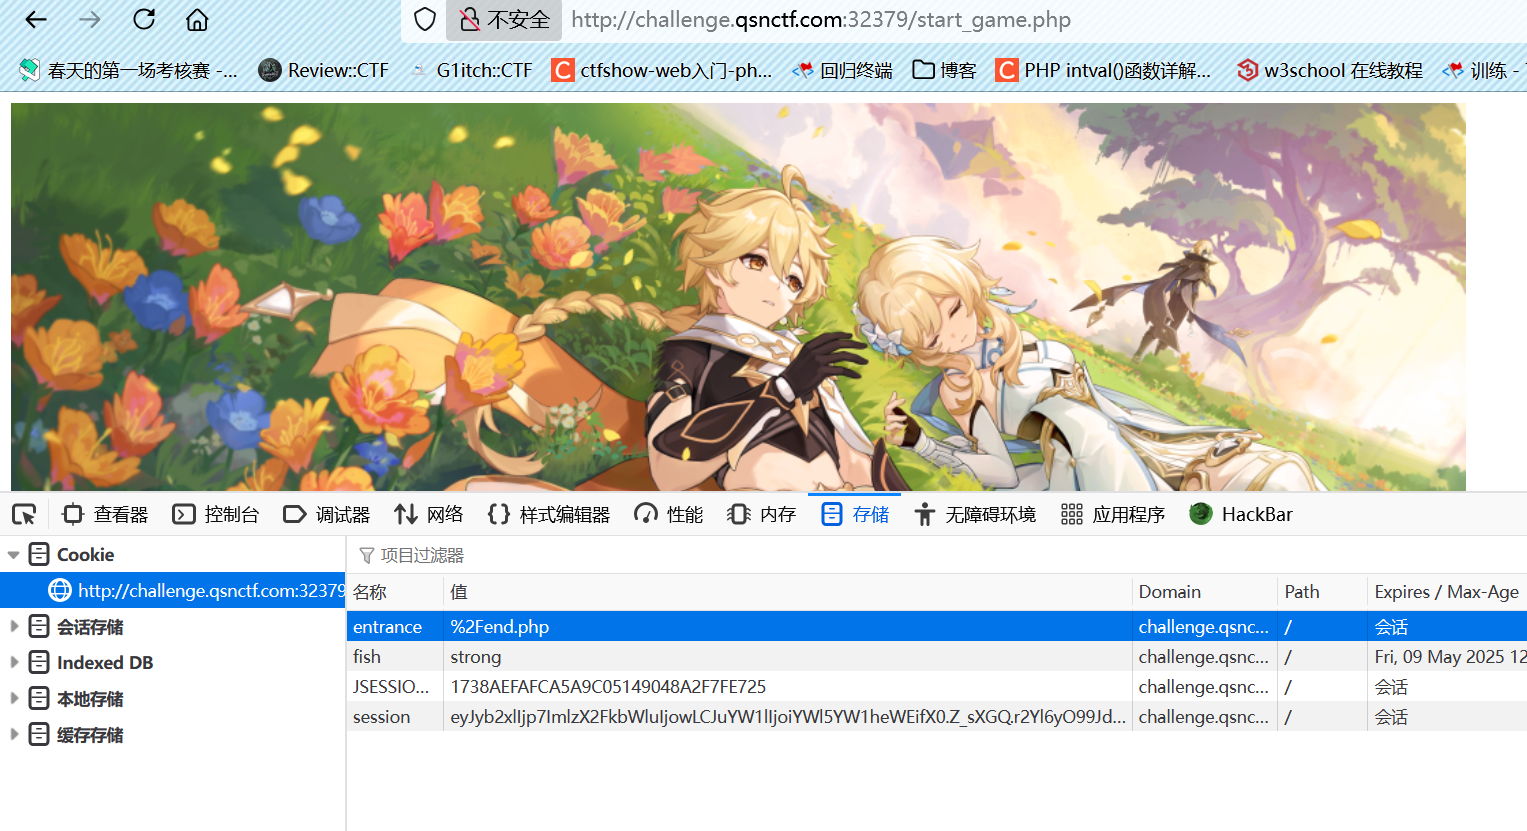 不安全 http://challenge.qsnctf.com:32379/start_game.php
春天的第一场考核赛 -... Review::CTF G1itch::CTF ctfshow-web入门-ph... 回归终端 博客 PHP intval()函数详解... w3school 在线教程 训练 -
查看器 控制台 调试器 网络 样式编辑器 性能 内存 存储 无障碍环境 应用程序 HackBar
Cookie 项目过滤器
http://challenge.qsnctf.com:32379 名称 值 Domain Path Expires / Max-Age
会话存储 entrance %2Fend.php challenge.qsnc... / 会话
Indexed DB fish strong challenge.qsnc... / Fri, 09 May 2025 12
本地存储 JSESSIO... 1738AEFAFCA5A9C05149048A2F7FE725 challenge.qsnc... / 会话
缓存存储 session eyJyb2xlIjp7ImlzX2FkbWluIjowLCJuYW1lIjoiYWl5YW1heWEifX0.Z_sXGQ.r2Yl6yO99Jd... challenge.qsnc... / 会话